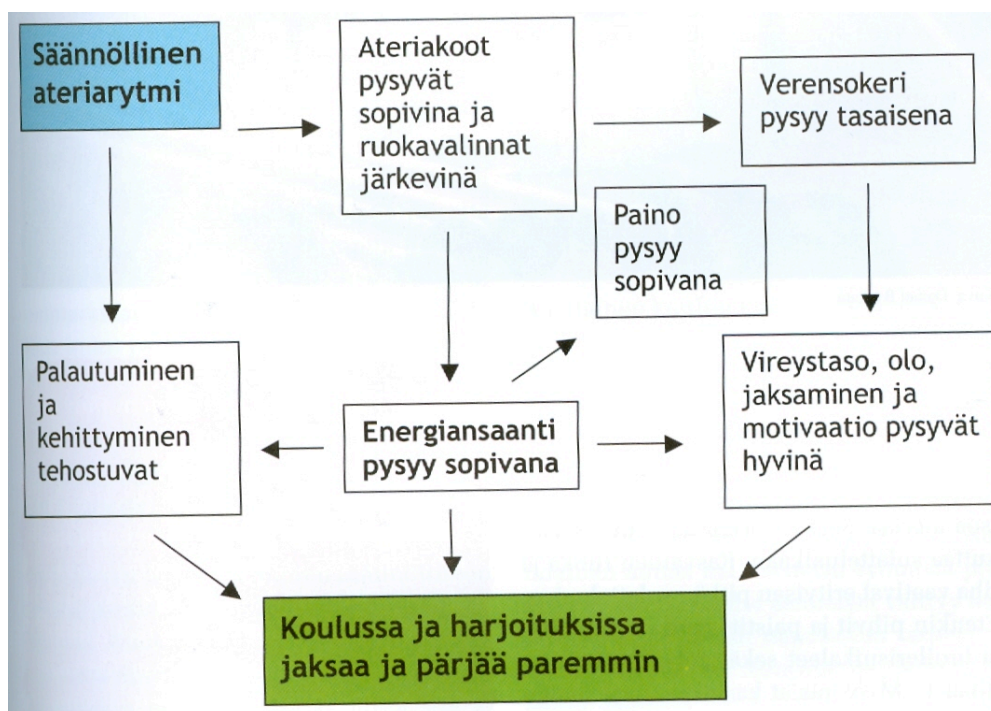 Säännöllinen
ateriarytmi
Ateriakoot
pysyvät
sopivina ja
ruokavalinnat
järkevinä
Verensokeri
pysyy tasaisena
Paino
pysyy
sopivana
Palautuminen
ja
kehittyminen
tehostuvat
Energiansaanti
pysyy sopivana
Vireystaso, olo,
jaksaminen ja
motivaatio pysyvät
hyvinä
Koulussa ja harjoituksissa
jaksaa ja pärjää paremmin